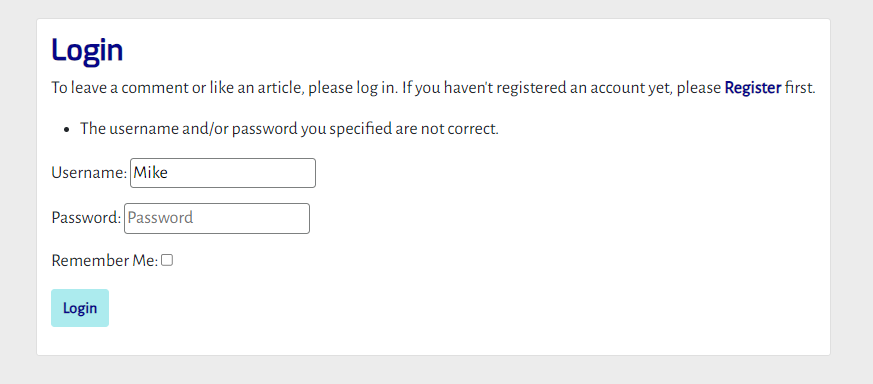 Login
To leave a comment or like an article, please log in. If you haven't registered an account yet, please Register first.
• The username and/or password you specified are not correct.
Username: Mike
Password: Password
Remember Me:
Login